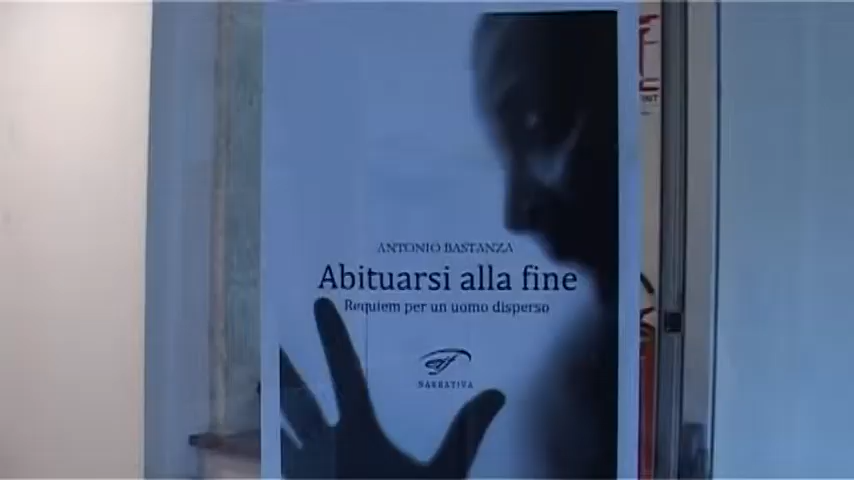 ANTONIO BASTANZA
Abituarsi alla fine
Requiem per un uomo disperso
NARRATIVA